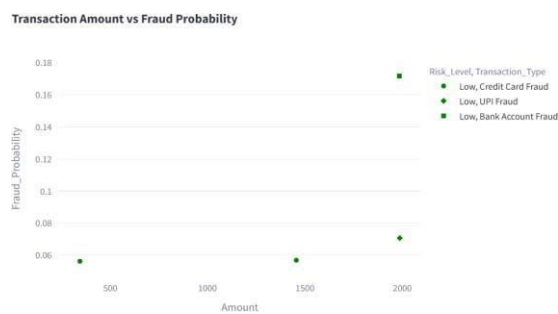 Transaction Amount vs Fraud Probability
0.18
0.16
0.14
0.12
0.1
0.08
0.06
Fraud_Probability
500 1000 1500 2000
Amount
Risk_Level, Transaction_Type
Low, Credit Card Fraud
Low, UPI Fraud
Low, Bank Account Fraud